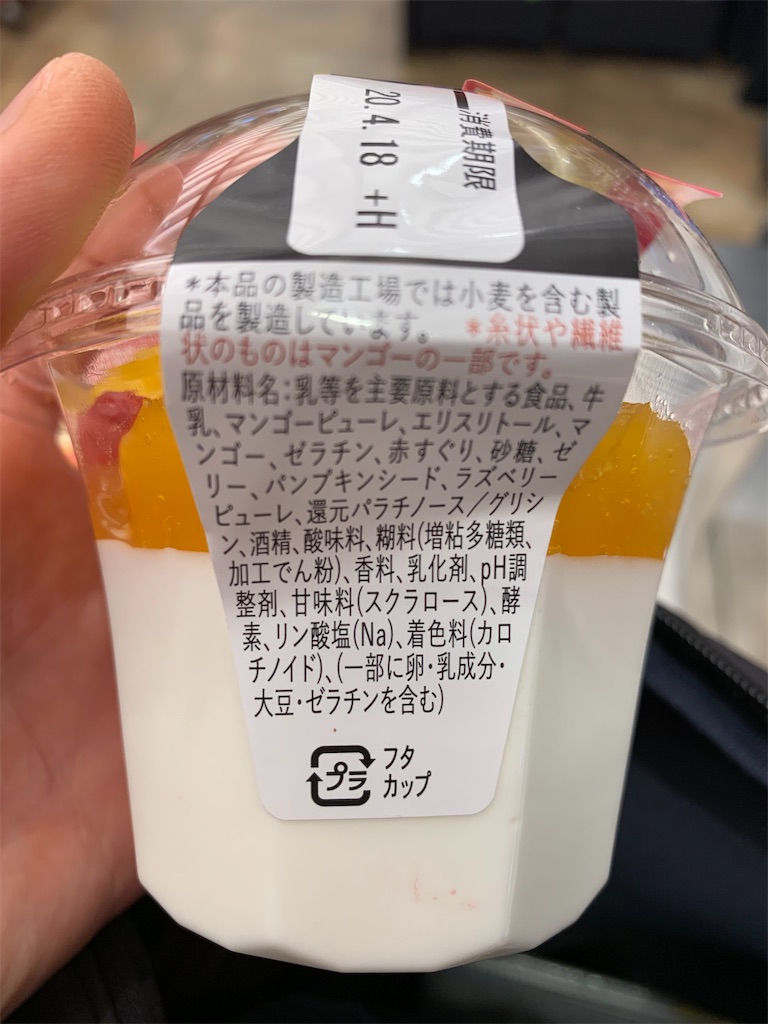 消費期限
20.4.18 +H
*本品の製造工場では小麦を含む製
品を製造しています。 *糸状や繊維
状のものはマンゴーの一部です。
原材料名:乳等を主要原料とする食品、牛
乳、マンゴーピューレ、エリスリトール、マ
ンゴー、ゼラチン、赤すぐり、砂糖、ゼ
リー、パンプキンシード、ラズベリー
ピューレ、還元パラチノース/グリシ
ン、酒精、酸味料、糊料(増粘多糖類、
加工でん粉)、香料、乳化剤、pH調
整剤、甘味料(スクラロース)、酵
素、リン酸塩(Na)、着色料(カロ
チノイド)、(一部に卵・乳成分・
大豆・ゼラチンを含む)
プラ
フタ
カップ